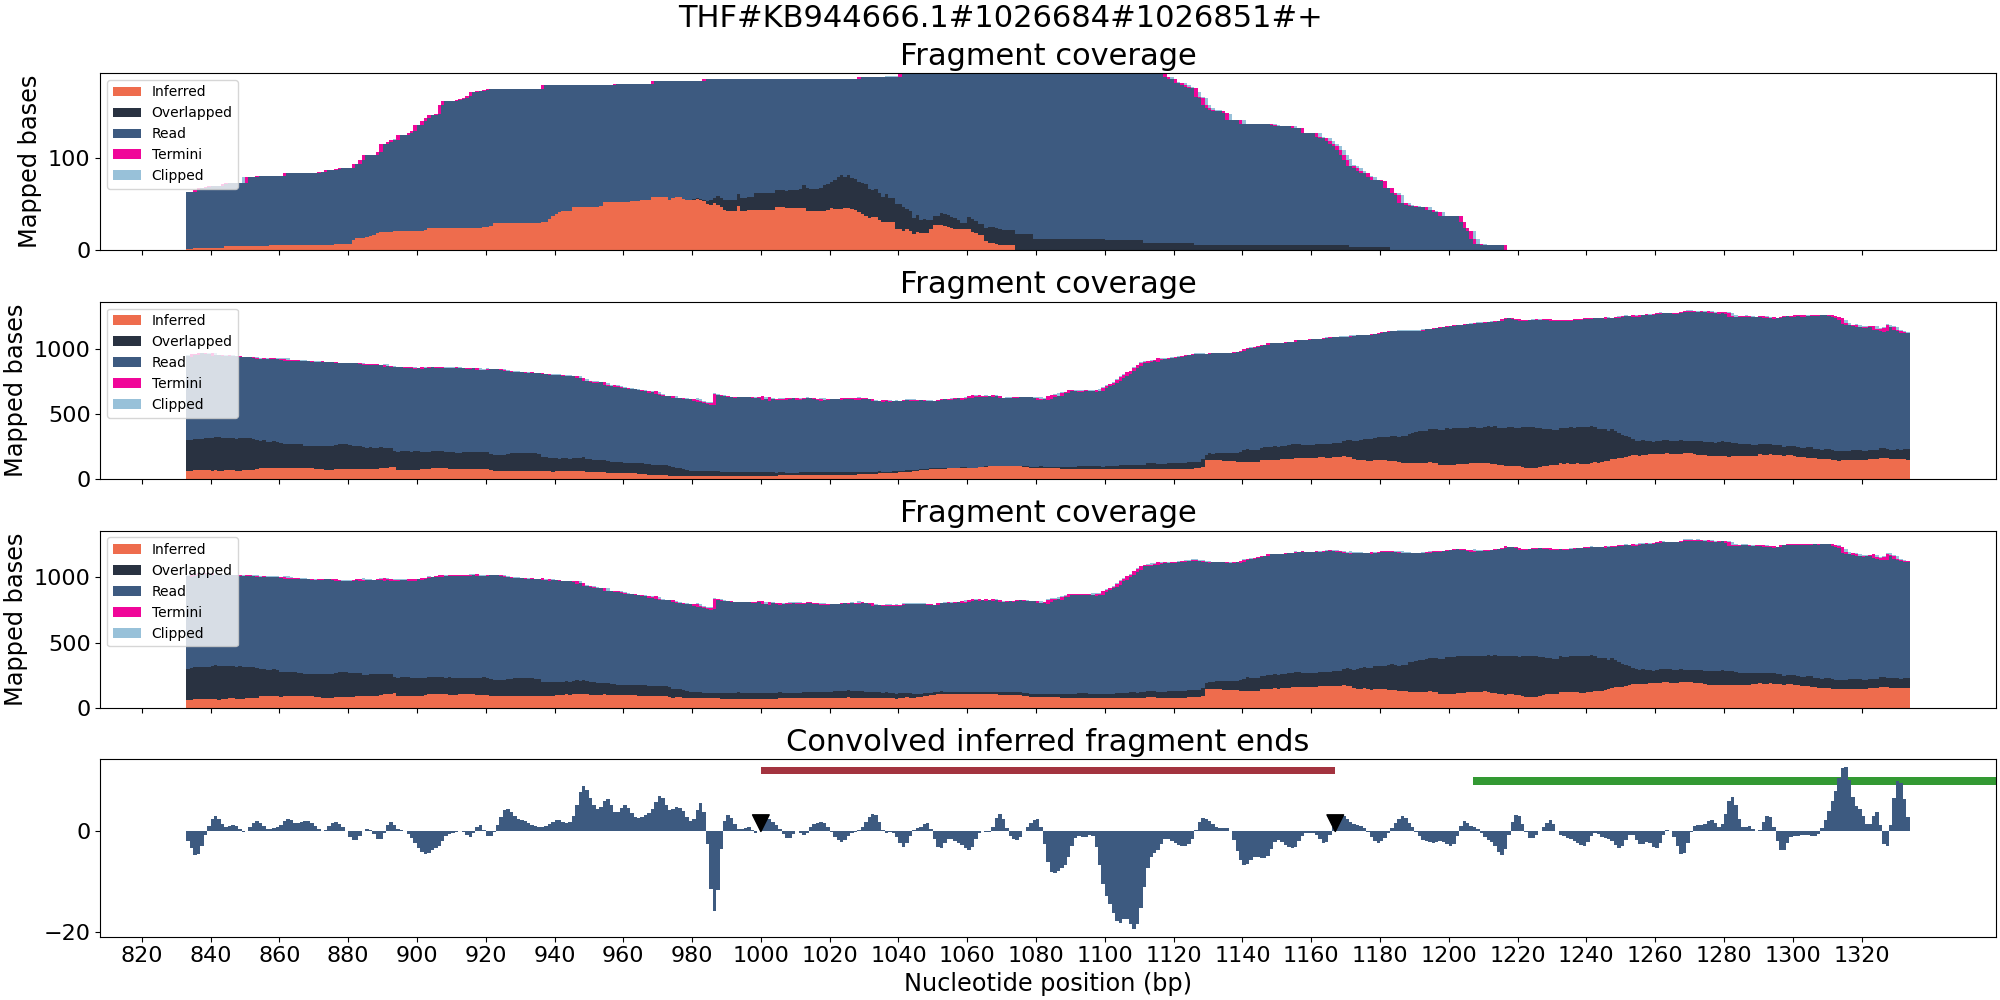 THF#KB944666.1#1026684#1026851#+
Fragment coverage
Mapped bases
100
0
Inferred
Overlapped
Read
Termini
Clipped
Fragment coverage
Mapped bases
1000
500
0
Inferred
Overlapped
Read
Termini
Clipped
Fragment coverage
Mapped bases
1000
500
0
Inferred
Overlapped
Read
Termini
Clipped
Convolved inferred fragment ends
0
−20
820 840 860 880 900 920 940 960 980 1000 1020 1040 1060 1080 1100 1120 1140 1160 1180 1200 1220 1240 1260 1280 1300 1320
Nucleotide position (bp)